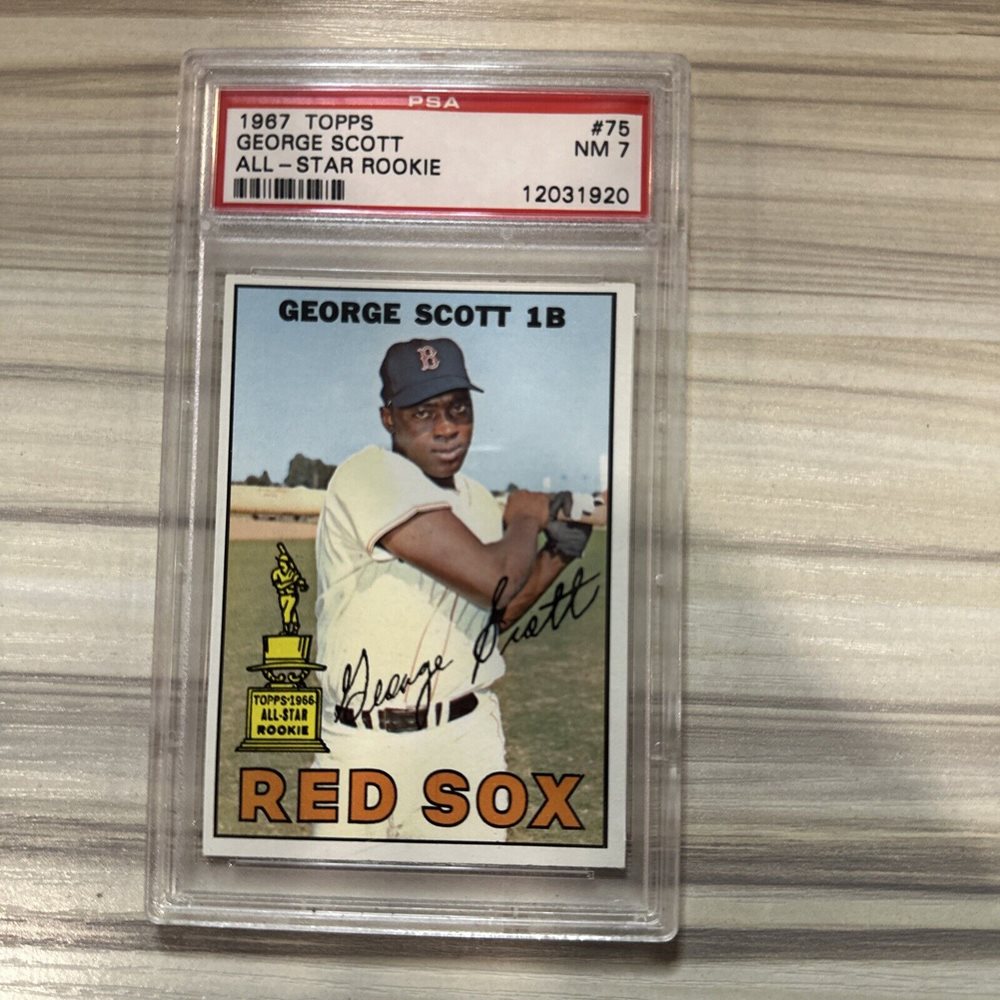 PSA
1967 TOPPS #75
GEORGE SCOTT NM 7
ALL-STAR ROOKIE
12031920
GEORGE SCOTT 1B
B
George Scott
TOPPS 1966
ALL-STAR
ROOKIE
RED SOX